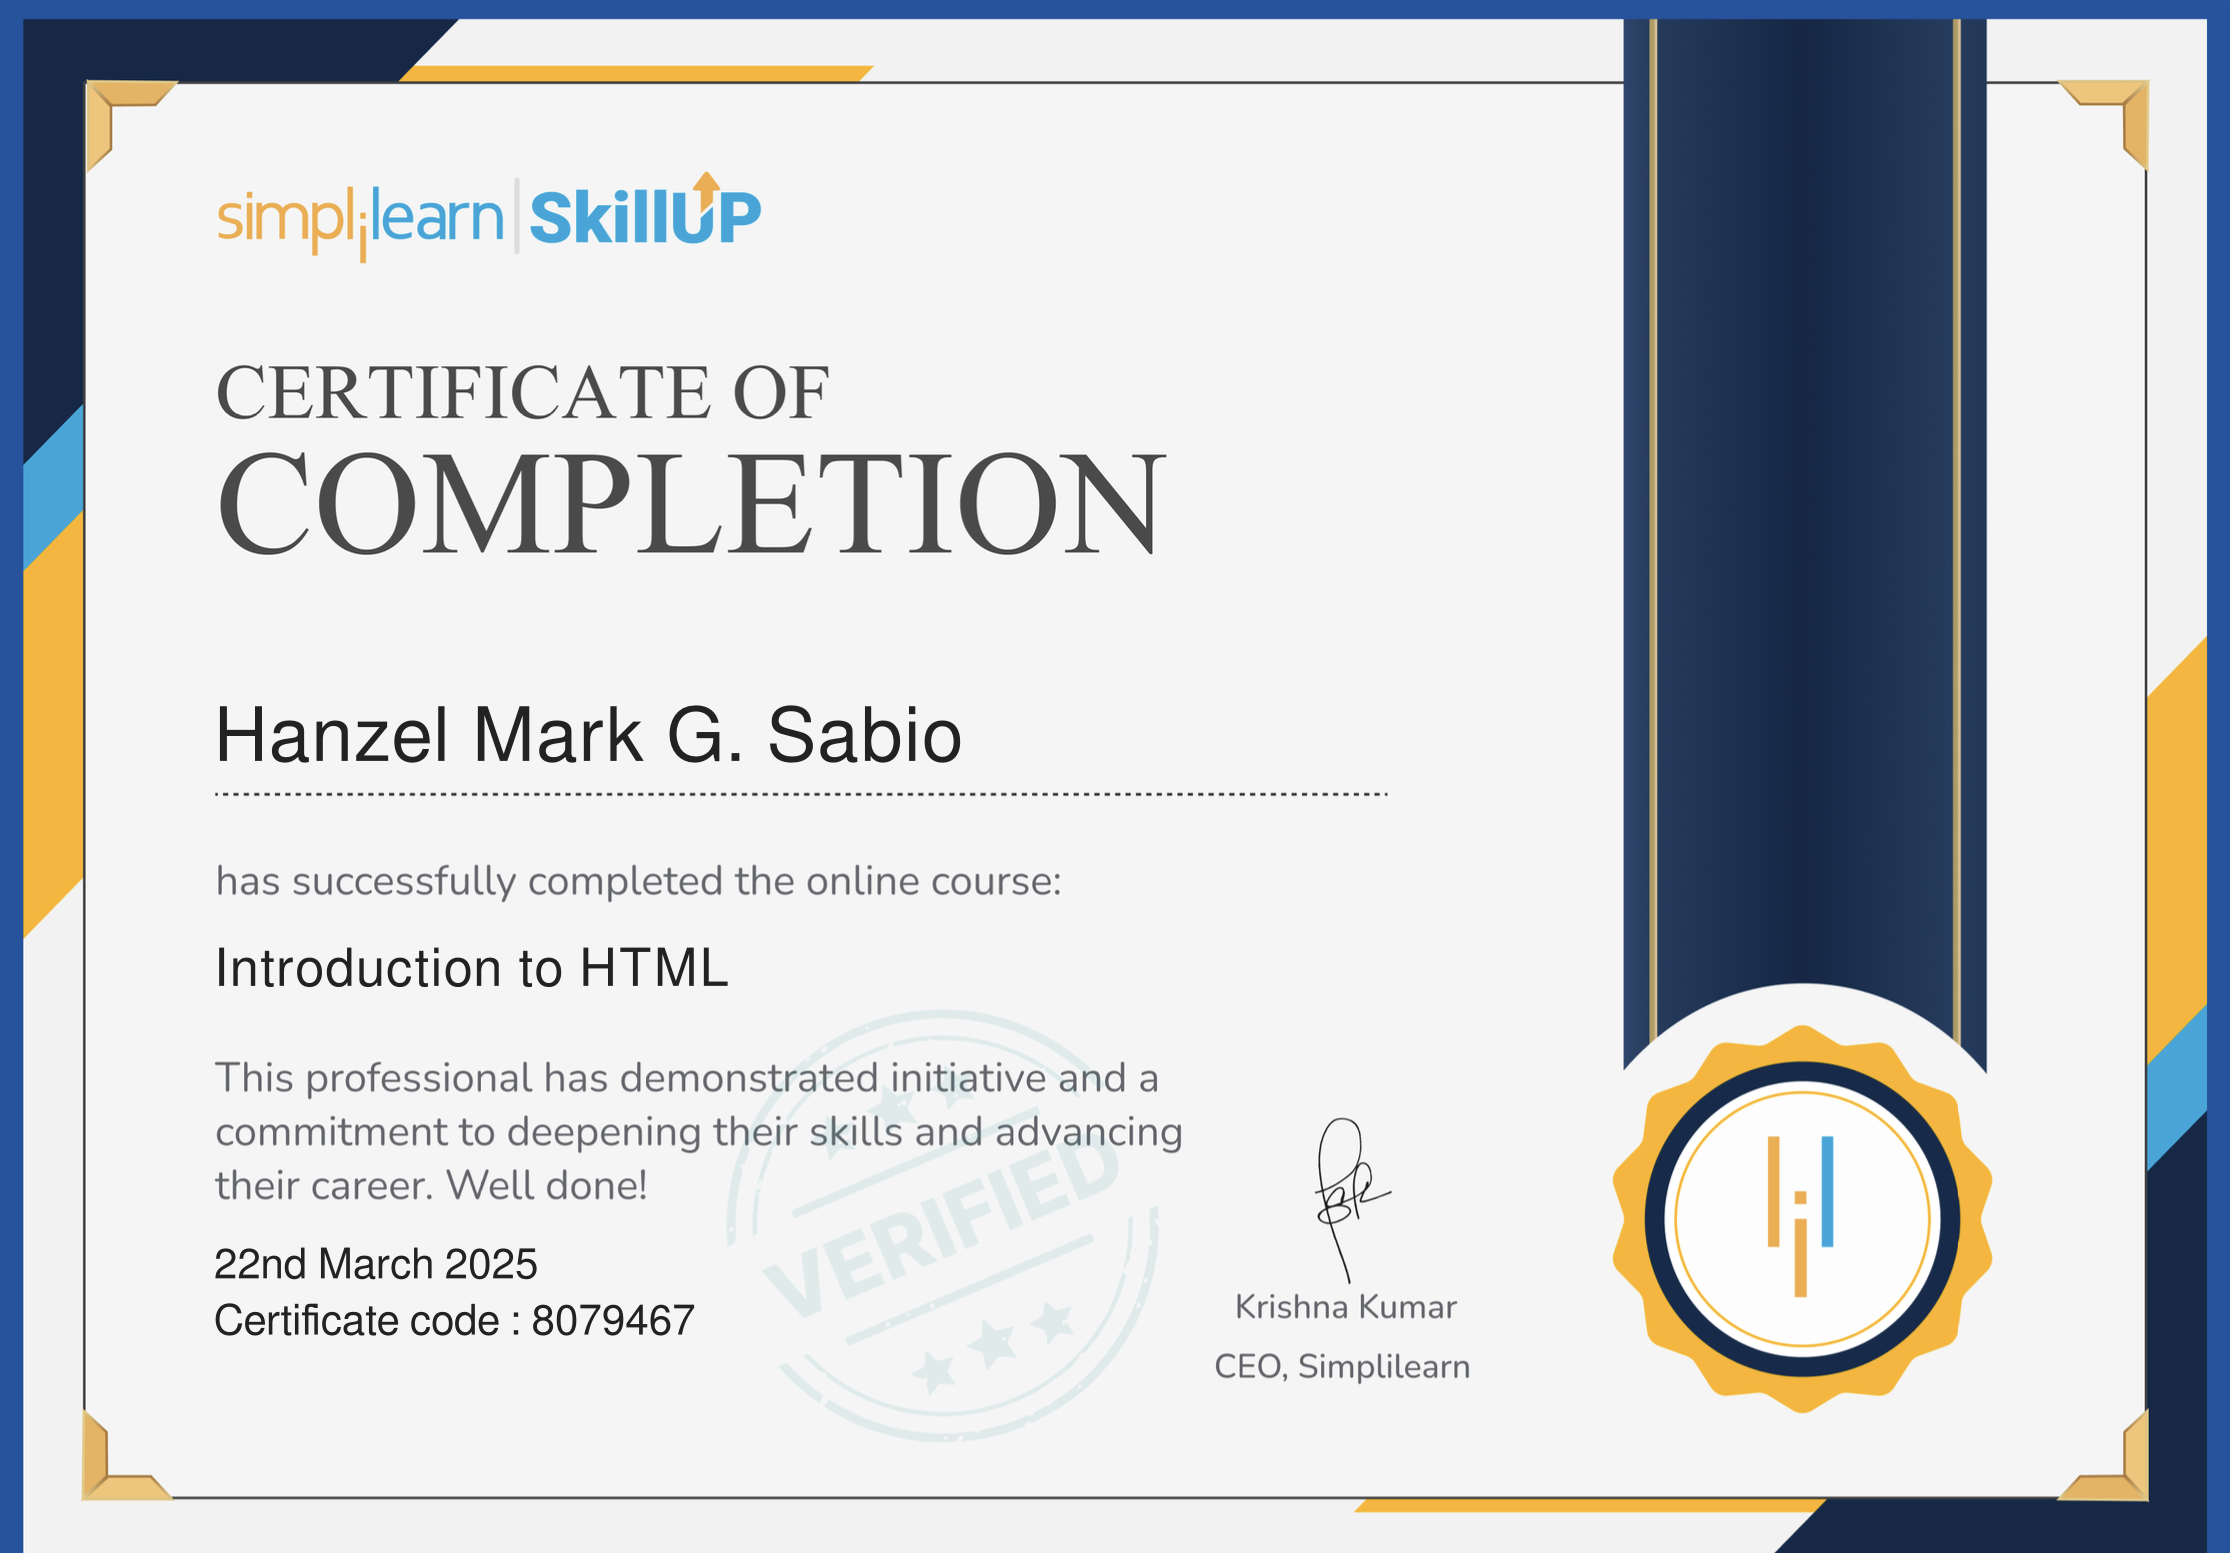 simplilearn | SkillUP
CERTIFICATE OF
COMPLETION
Hanzel Mark G. Sabio
has successfully completed the online course:
Introduction to HTML
This professional has demonstrated initiative and a
commitment to deepening their skills and advancing
their career. Well done!
22nd March 2025
Certificate code : 8079467
VERIFIED
Krishna Kumar
CEO, Simplilearn